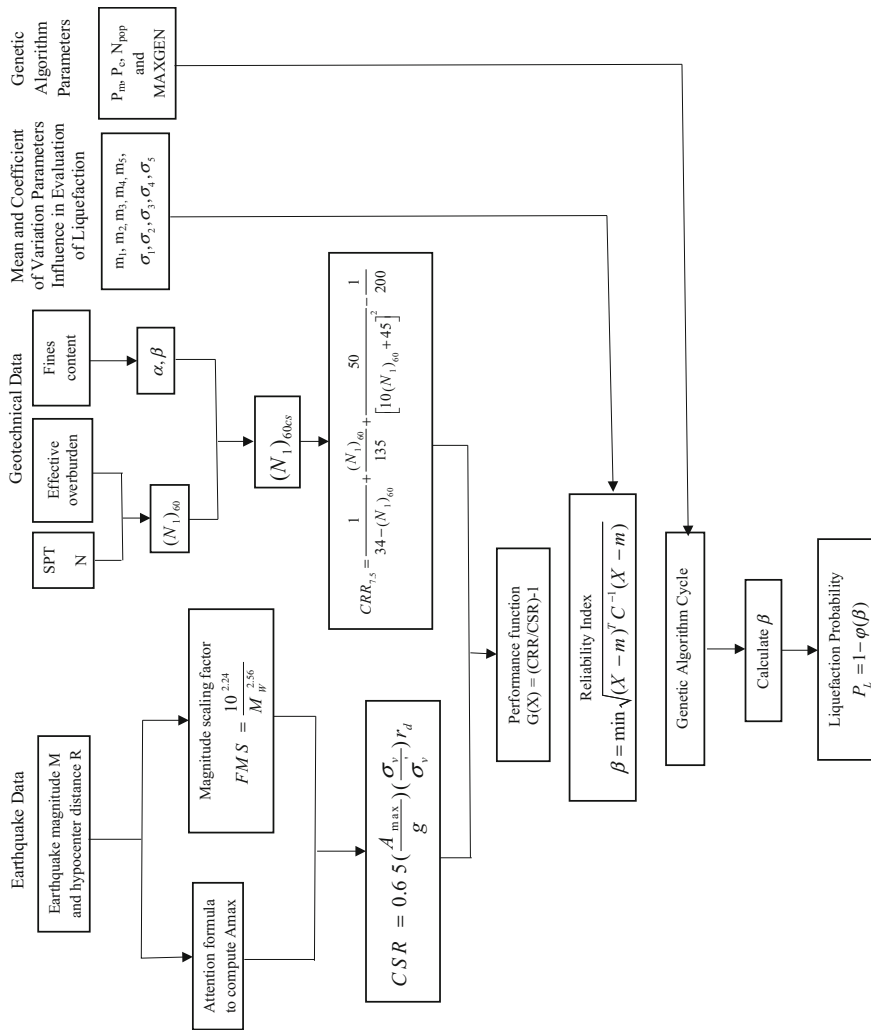 Earthquake Data
Earthquake magnitude M
and hypocenter distance R
Attention formula
to compute Amax
Magnitude scaling factor
FMS = 10^2.24 / M_w^2.56
CSR = 0.6 5 (A_max / g)(σ_v / σ_v')r_d
Geotechnical Data
SPT
N
Effective
overburden
Fines
content
(N_1)_60
α, β
(N_1)_60cs
CRR_7.5 = 1 / (34 − (N_1)_60) + (N_1)_60 / 135 + 50 / [10(N_1)_60 + 45]^2 − 1 / 200
Mean and Coefficient
of Variation Parameters
Influence in Evaluation
of Liquefaction
m_1, m_2, m_3, m_4, m_5,
σ_1, σ_2, σ_3, σ_4, σ_5
Genetic
Algorithm
Parameters
P_m, P_c, N_pop
and
MAXGEN
Performance function
G(X) = (CRR/CSR)-1
Reliability Index
β = min √(X − m)^T C^−1 (X − m)
Genetic Algorithm Cycle
Calculate β
Liquefaction Probability
P_L = 1 − φ(β)